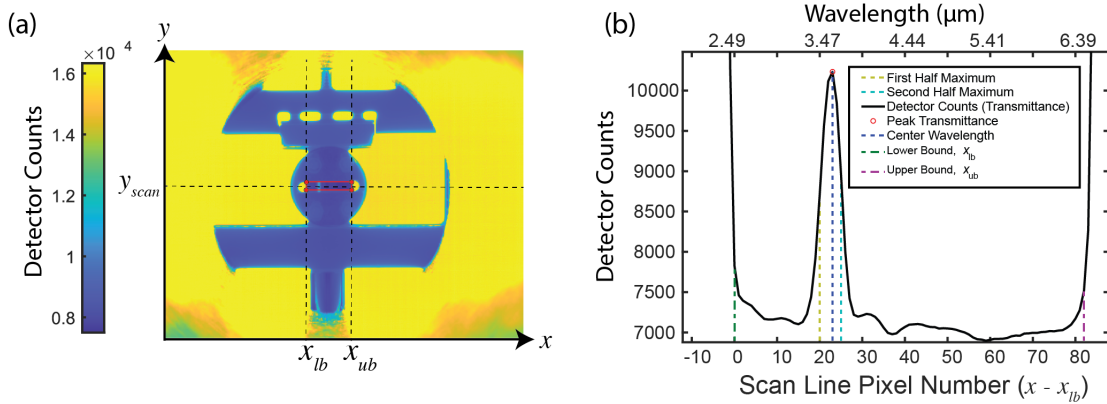 (a)
×10 4
1.6
1.4
1.2
1
0.8
Detector Counts
y
y scan
x lb
x ub
x
(b)
Wavelength (μm)
2.49 3.47 4.44 5.41 6.39
10000
9500
9000
8500
8000
7500
7000
Detector Counts
First Half Maximum
Second Half Maximum
Detector Counts (Transmittance)
Peak Transmittance
Center Wavelength
Lower Bound, x lb
Upper Bound, x ub
-10 0 10 20 30 40 50 60 70 80
Scan Line Pixel Number (x - x lb)